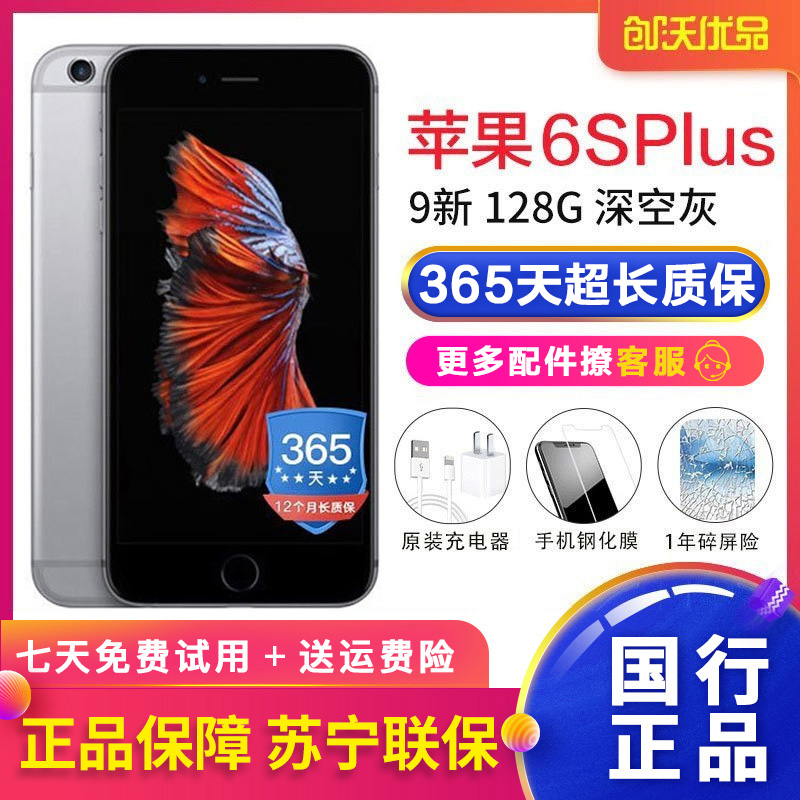 创沃优品
苹果6SPlus
9新 128G 深空灰
365天超长质保
更多配件撩客服
365
天
12个月长质保
原装充电器
手机钢化膜
1年碎屏险
七天免费试用 + 送运费险
正品保障 苏宁联保
国行
正品